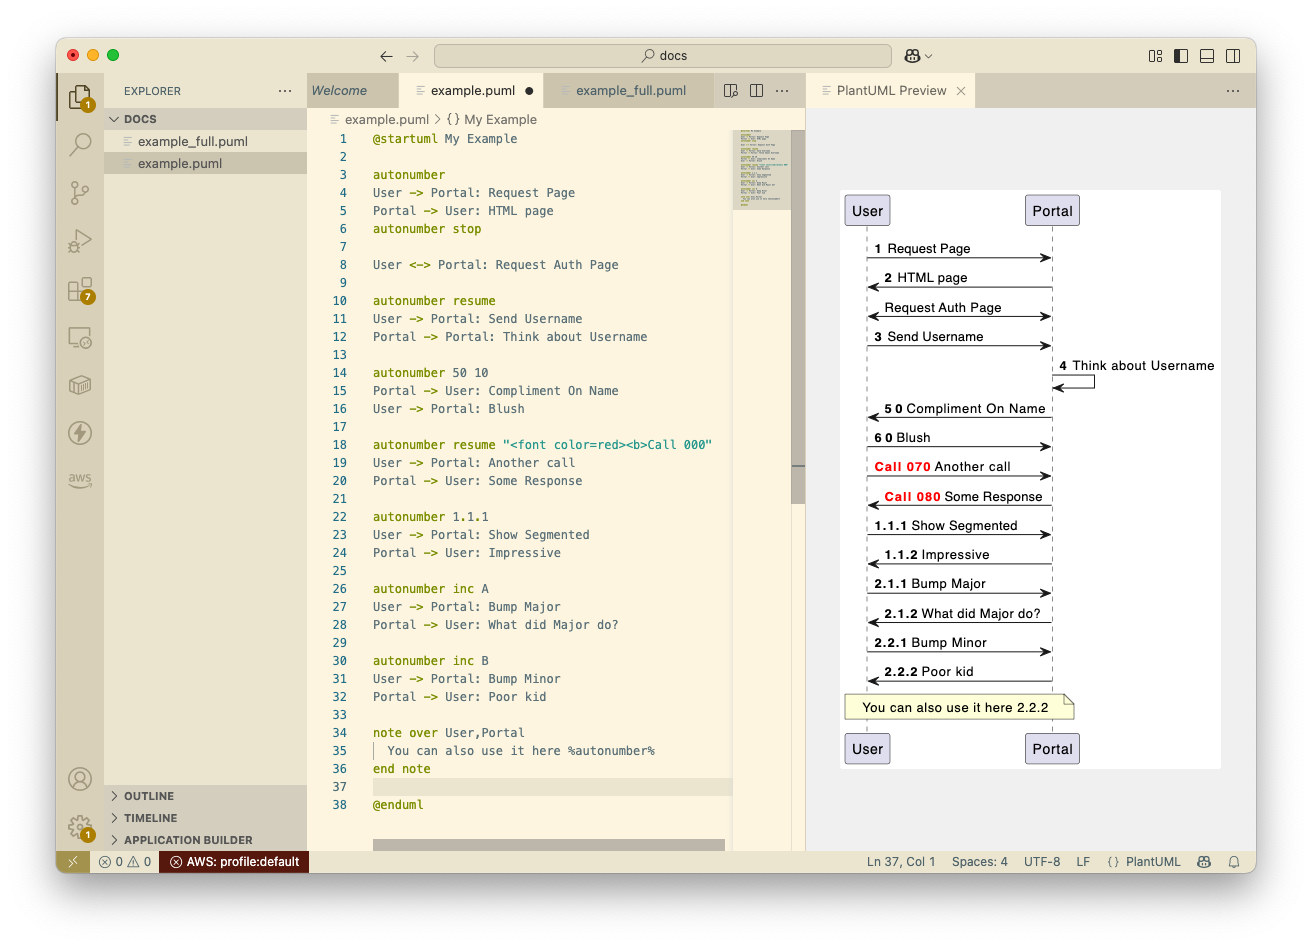 docs
EXPLORER
DOCS
example_full.puml
example.puml
OUTLINE
TIMELINE
APPLICATION BUILDER
1
7
aws
1
Welcome
example.puml
example_full.puml
example.puml > {} My Example
1 @startuml My Example
2
3 autonumber
4 User -> Portal: Request Page
5 Portal -> User: HTML page
6 autonumber stop
7
8 User <-> Portal: Request Auth Page
9
10 autonumber resume
11 User -> Portal: Send Username
12 Portal -> Portal: Think about Username
13
14 autonumber 50 10
15 Portal -> User: Compliment On Name
16 User -> Portal: Blush
17
18 autonumber resume "<font color=red><b>Call 000"
19 User -> Portal: Another call
20 Portal -> User: Some Response
21
22 autonumber 1.1.1
23 User -> Portal: Show Segmented
24 Portal -> User: Impressive
25
26 autonumber inc A
27 User -> Portal: Bump Major
28 Portal -> User: What did Major do?
29
30 autonumber inc B
31 User -> Portal: Bump Minor
32 Portal -> User: Poor kid
33
34 note over User,Portal
35 You can also use it here %autonumber%
36 end note
37
38 @enduml
PlantUML Preview
User Portal
1 Request Page
2 HTML page
Request Auth Page
3 Send Username
4 Think about Username
50 Compliment On Name
60 Blush
Call 070 Another call
Call 080 Some Response
1.1.1 Show Segmented
1.1.2 Impressive
2.1.1 Bump Major
2.1.2 What did Major do?
2.2.1 Bump Minor
2.2.2 Poor kid
You can also use it here 2.2.2
User Portal
0 0 AWS: profile:default
Ln 37, Col 1 Spaces: 4 UTF-8 LF {} PlantUML